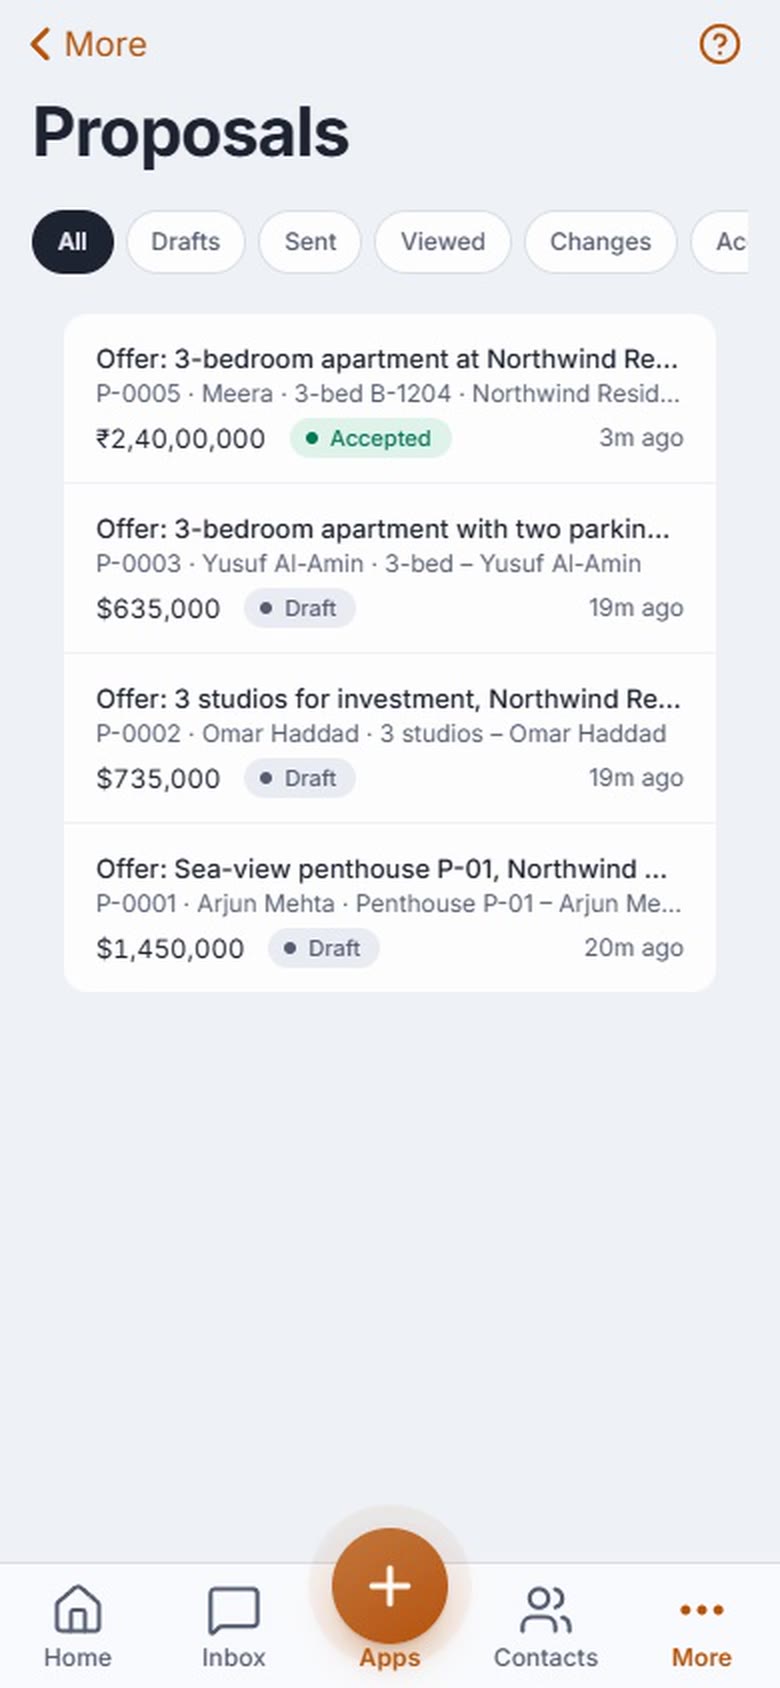 More
Proposals
All
Drafts
Sent
Viewed
Changes
Ac
Offer: 3-bedroom apartment at Northwind Re...
P-0005 · Meera · 3-bed B-1204 · Northwind Resid...
₹2,40,00,000
Accepted
3m ago
Offer: 3-bedroom apartment with two parkin...
P-0003 · Yusuf Al-Amin · 3-bed – Yusuf Al-Amin
$635,000
Draft
19m ago
Offer: 3 studios for investment, Northwind Re...
P-0002 · Omar Haddad · 3 studios – Omar Haddad
$735,000
Draft
19m ago
Offer: Sea-view penthouse P-01, Northwind ...
P-0001 · Arjun Mehta · Penthouse P-01 – Arjun Me...
$1,450,000
Draft
20m ago
Home
Inbox
Apps
Contacts
More